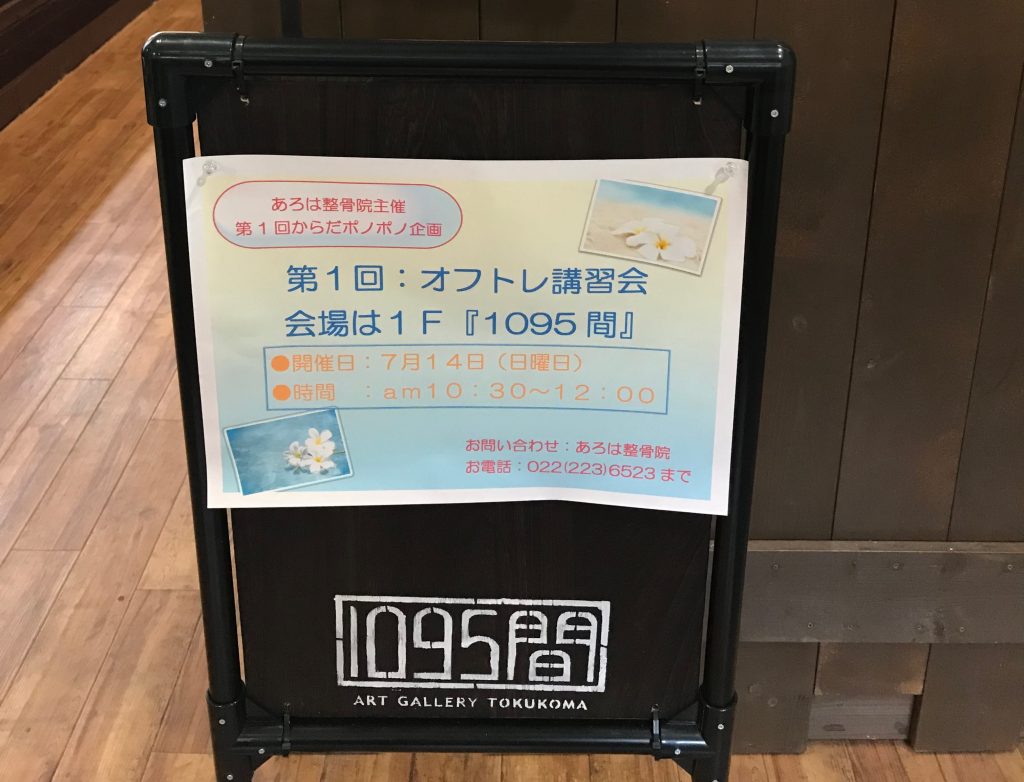 あろは整骨院主催
第1回からだポノポノ企画
第1回：オフトレ講習会
会場は1F『1095間』
●開催日：7月14日（日曜日）
●時間　：am10：30～12：00
お問い合わせ：あろは整骨院
お電話：022(223)6523まで
1095間
ART GALLERY TOKUKOMA